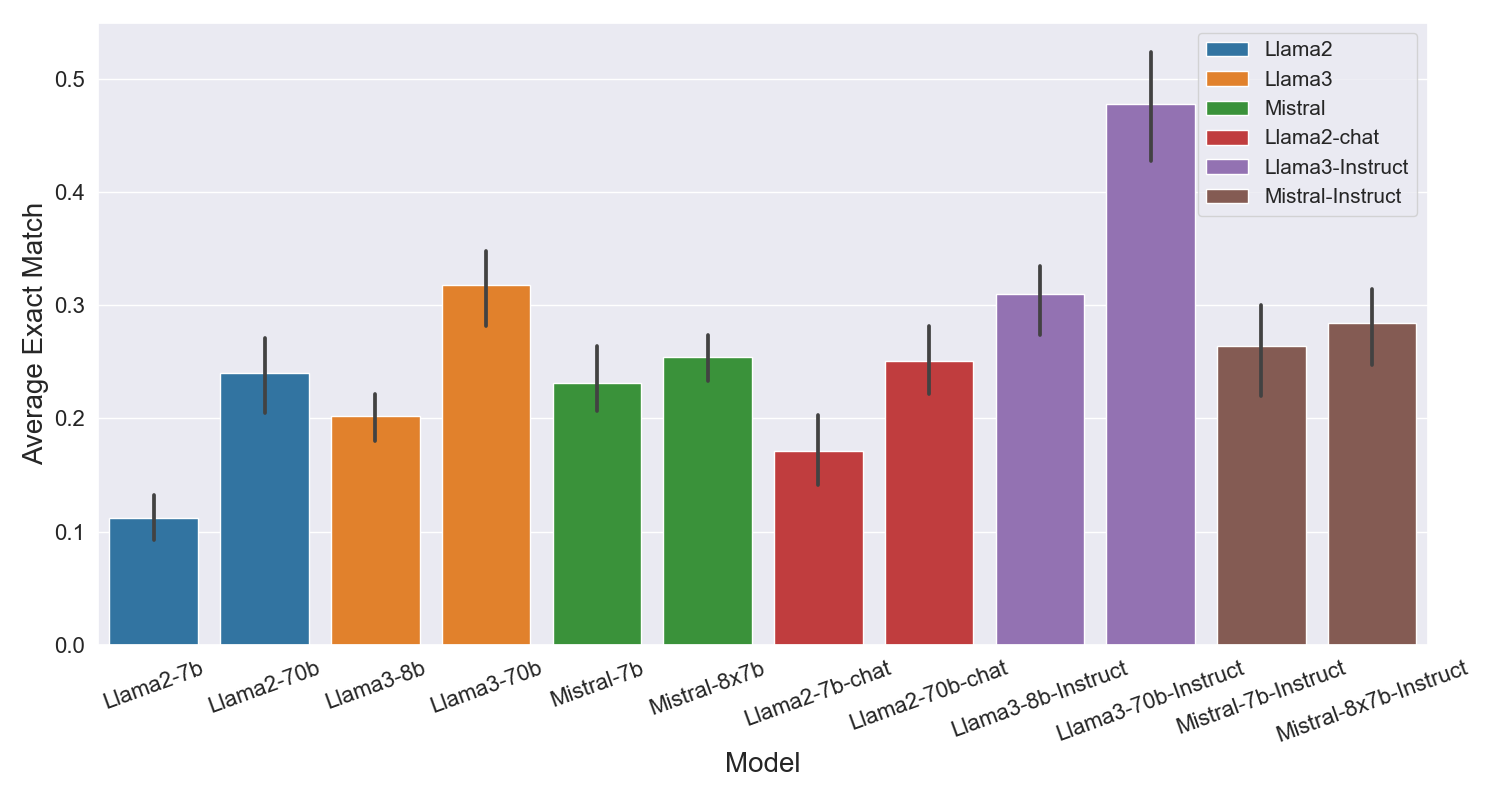 Average Exact Match
0.5
0.4
0.3
0.2
0.1
0.0
Llama2
Llama3
Mistral
Llama2-chat
Llama3-Instruct
Mistral-Instruct
Llama2-7b
Llama2-70b
Llama3-8b
Llama3-70b
Mistral-7b
Mistral-8x7b
Llama2-7b-chat
Llama2-70b-chat
Llama3-8b-Instruct
Llama3-70b-Instruct
Mistral-7b-Instruct
Mistral-8x7b-Instruct
Model